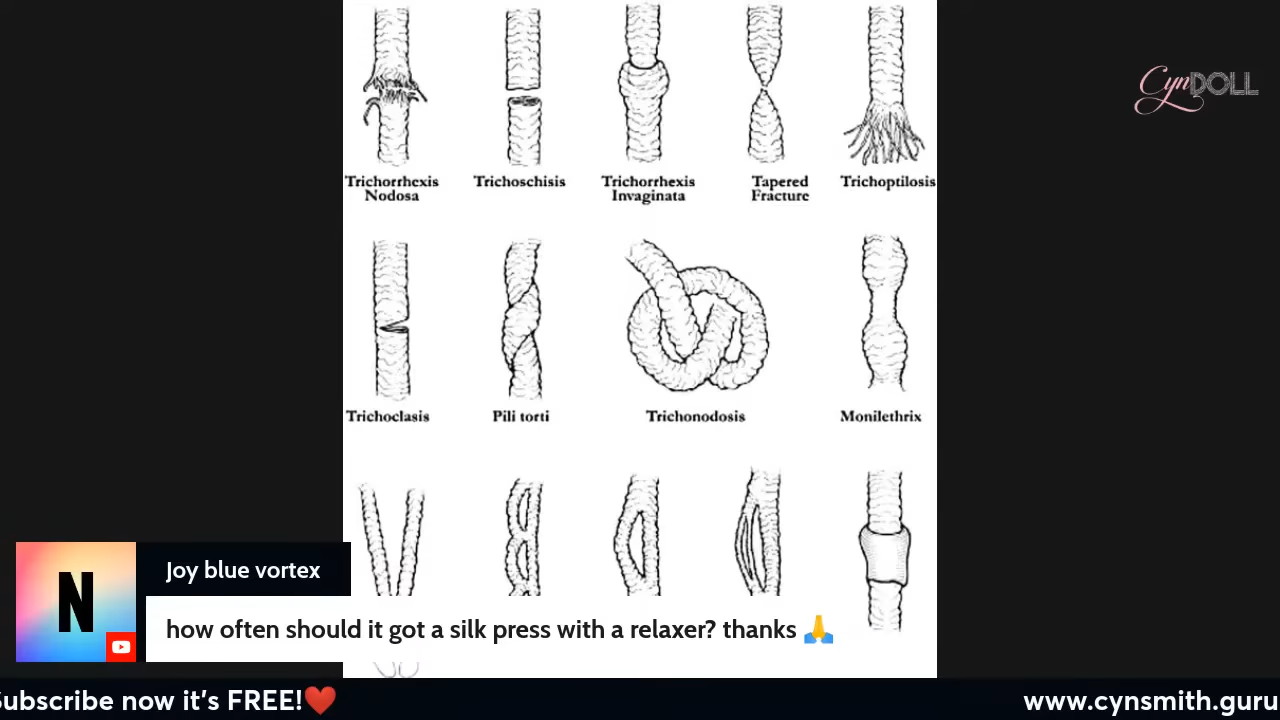 CynDOLL
Trichorrhexis Nodosa
Trichoschisis
Trichorrhexis Invaginata
Tapered Fracture
Trichoptilosis
Trichoclasis
Pili torti
Trichonodosis
Monilethrix
N
Joy blue vortex
how often should it got a silk press with a relaxer? thanks 🙏
Subscribe now it's FREE!❤️
www.cynsmith.guru